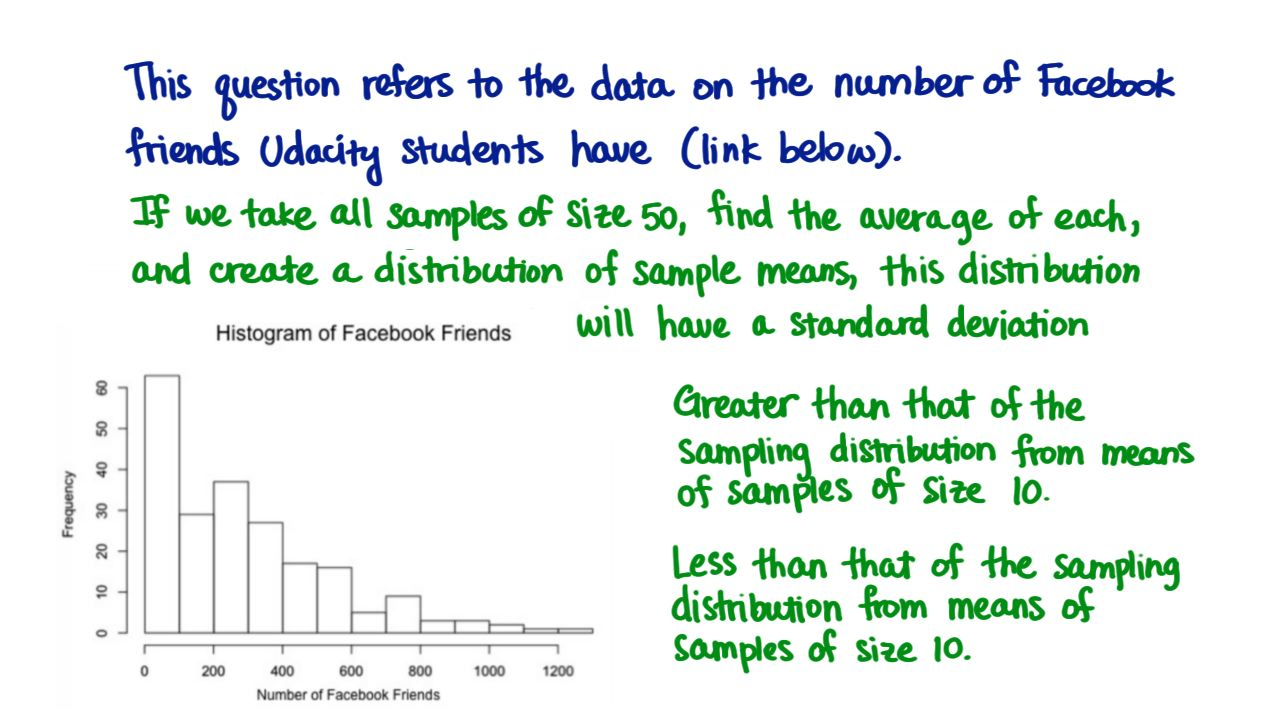 This question refers to the data on the number of Facebook
friends Udacity students have (link below).
If we take all samples of size 50, find the average of each,
and create a distribution of sample means, this distribution
will have a standard deviation
Histogram of Facebook Friends
Frequency
60
50
40
30
20
10
0
0 200 400 600 800 1000 1200
Number of Facebook Friends
Greater than that of the
sampling distribution from means
of samples of size 10.
Less than that of the sampling
distribution from means of
samples of size 10.